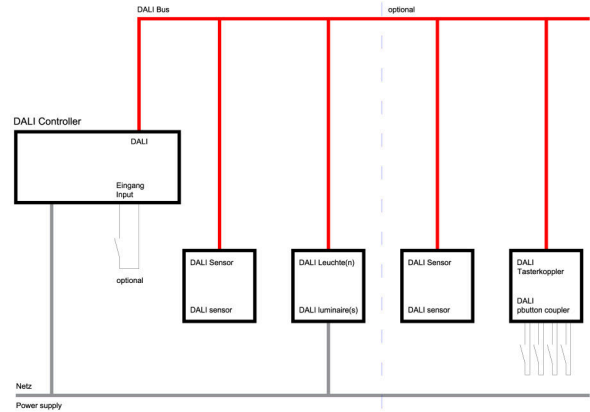 DALI Bus
optional
DALI Controller
DALI
Eingang
Input
optional
DALI Sensor
DALI sensor
DALI Leuchte(n)
DALI luminaire(s)
DALI Sensor
DALI sensor
DALI
Tasterkoppler
DALI
pbutton coupler
Netz
Power supply